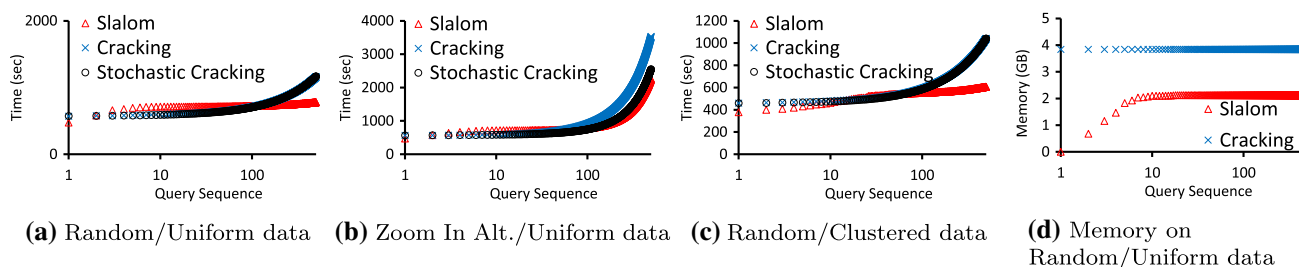 2000
1000
0
Time (sec)
Slalom
Cracking
Stochastic Cracking
1 10 100
Query Sequence
(a) Random/Uniform data
4000
3000
2000
1000
0
Time (sec)
Slalom
Cracking
Stochastic Cracking
1 10 100
Query Sequence
(b) Zoom In Alt./Uniform data
1200
1000
800
600
400
200
0
Time (sec)
Slalom
Cracking
Stochastic Cracking
1 10 100
Query Sequence
(c) Random/Clustered data
5
4
3
2
1
0
Memory (GB)
Slalom
Cracking
1 10 100
Query Sequence
(d) Memory on
Random/Uniform data